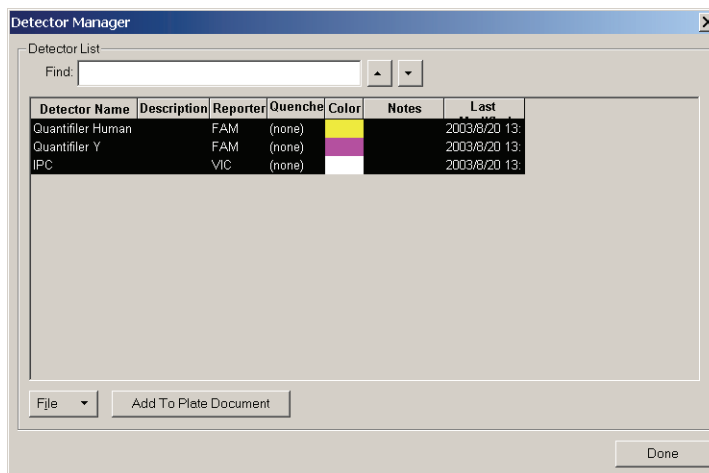 Detector Manager
Detector List
Find:
Detector Name Description Reporter Quenche Color Notes Last
Quantifiler Human FAM (none) 2003/8/20 13:
Quantifiler Y FAM (none) 2003/8/20 13:
IPC VIC (none) 2003/8/20 13:
File Add To Plate Document
Done